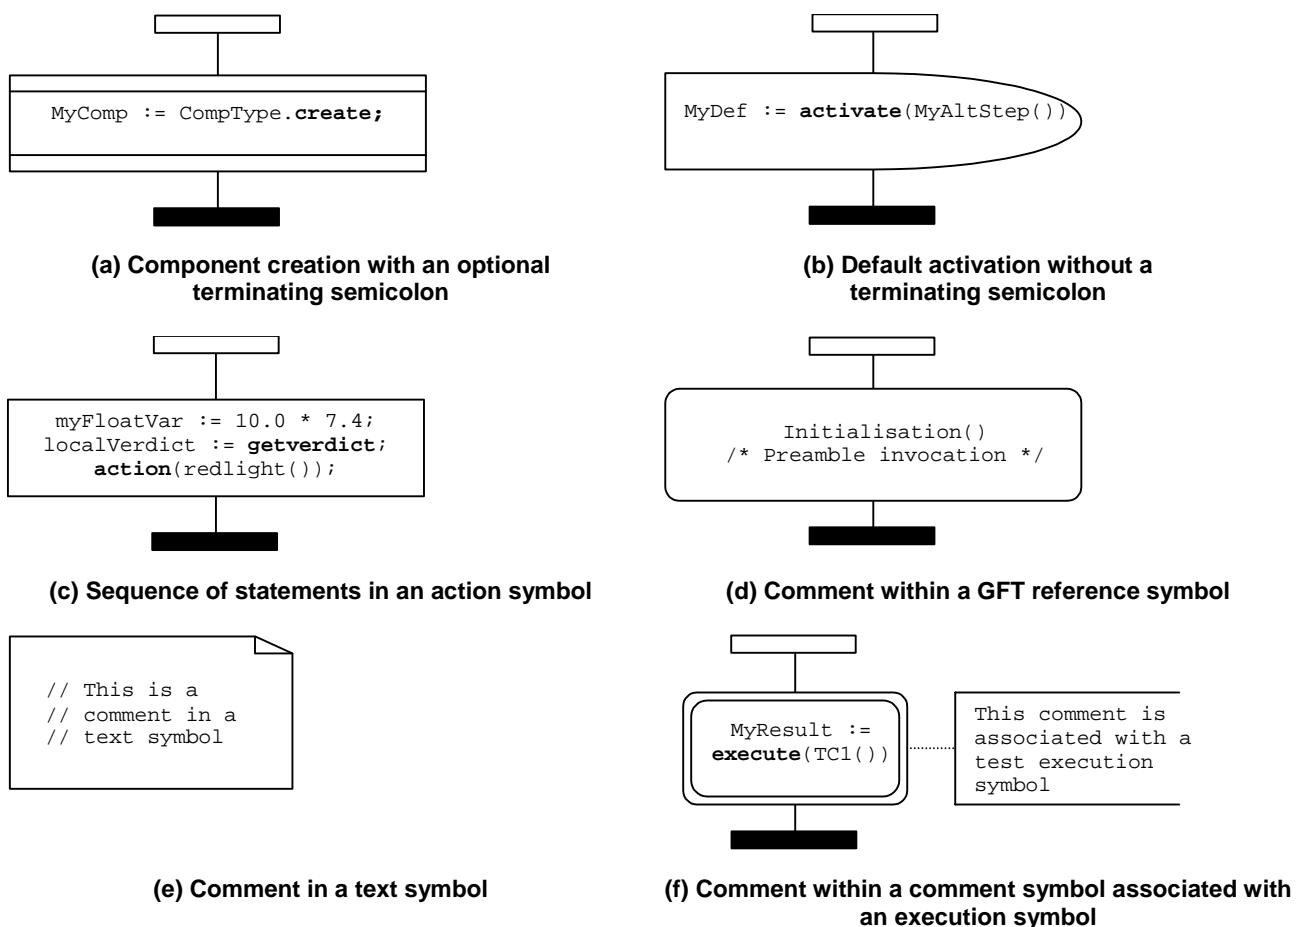 MyComp := CompType.create;
(a) Component creation with an optional
terminating semicolon
MyDef := activate(MyAltStep())
(b) Default activation without a
terminating semicolon
myFloatVar := 10.0 * 7.4;
localVerdict := getverdict;
action(redlight());
(c) Sequence of statements in an action symbol
Initialisation()
/* Preamble invocation */
(d) Comment within a GFT reference symbol
// This is a
// comment in a
// text symbol
(e) Comment in a text symbol
MyResult :=
execute(TC1())
This comment is
associated with a
test execution
symbol
(f) Comment within a comment symbol associated with
an execution symbol